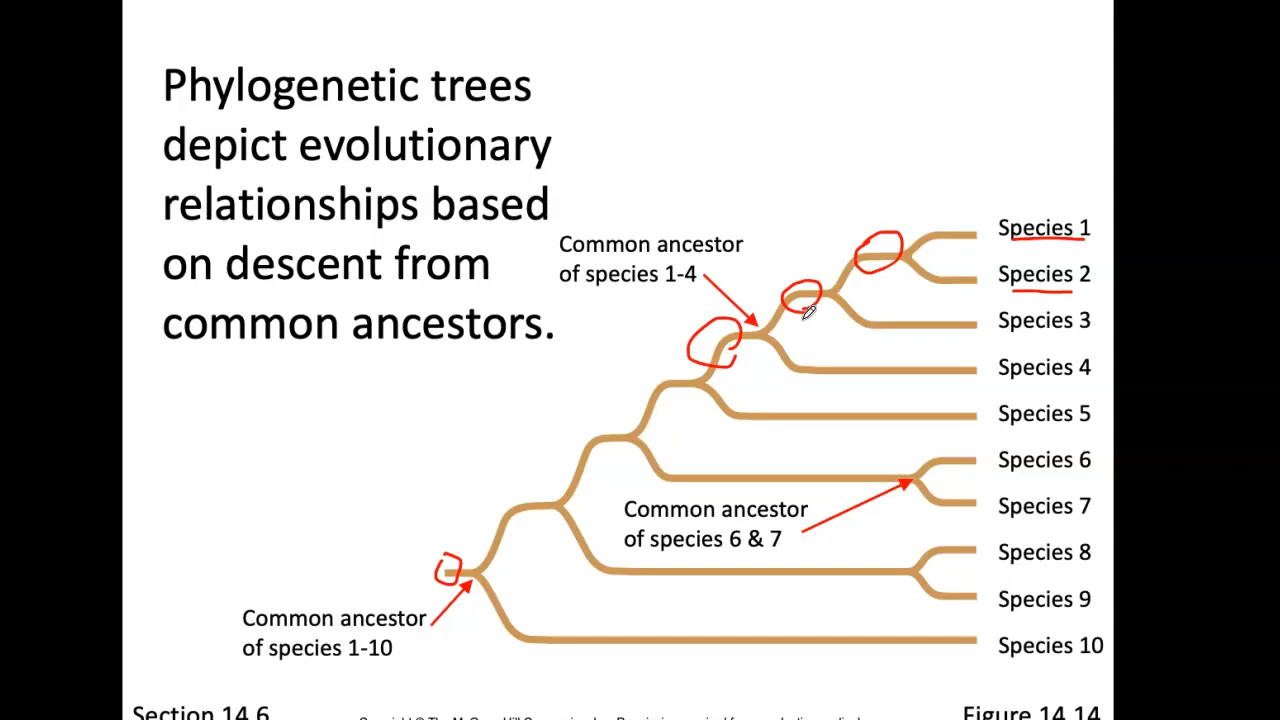 Phylogenetic trees
depict evolutionary
relationships based
on descent from
common ancestors.
Common ancestor
of species 1-4
Species 1
Species 2
Species 3
Species 4
Species 5
Species 6
Species 7
Species 8
Species 9
Species 10
Common ancestor
of species 6 & 7
Common ancestor
of species 1-10
Section 14.6
Figure 14.14